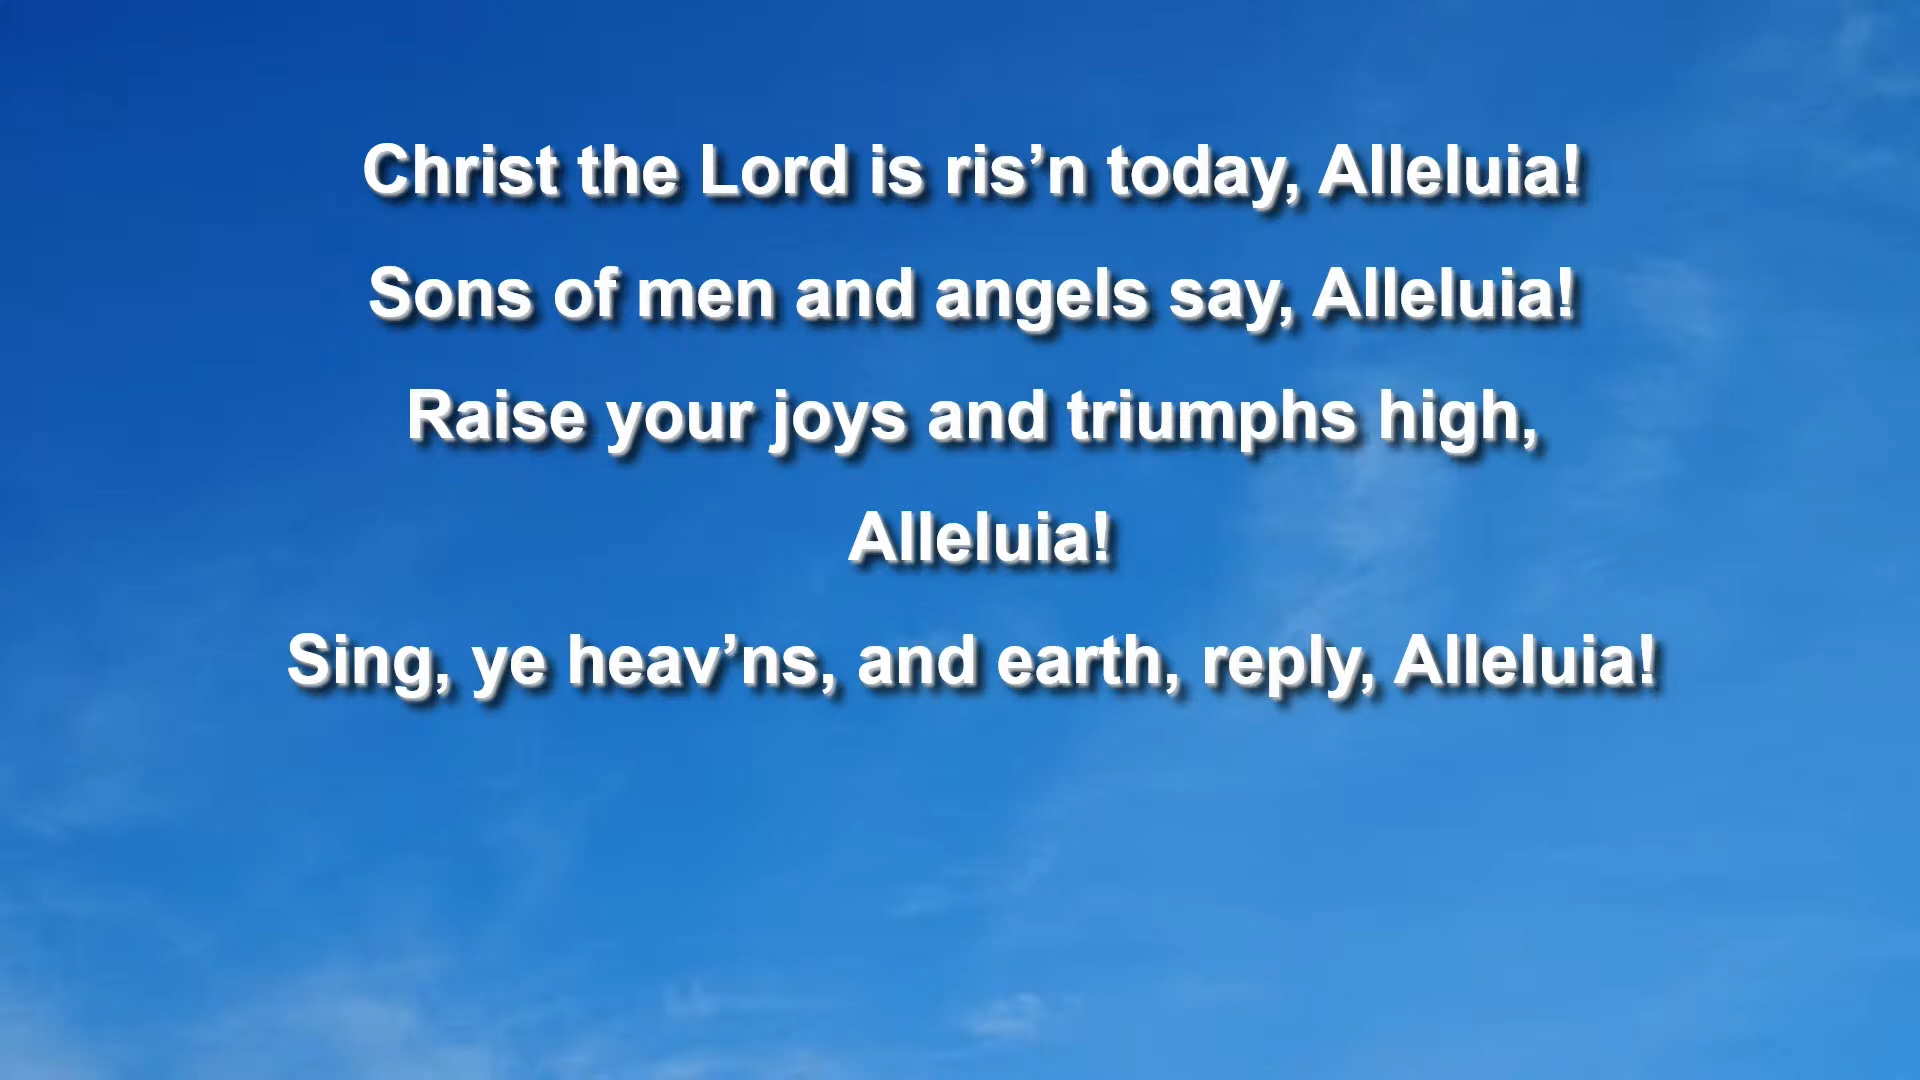 Christ the Lord is ris’n today, Alleluia!
Sons of men and angels say, Alleluia!
Raise your joys and triumphs high,
Alleluia!
Sing, ye heav’ns, and earth, reply, Alleluia!